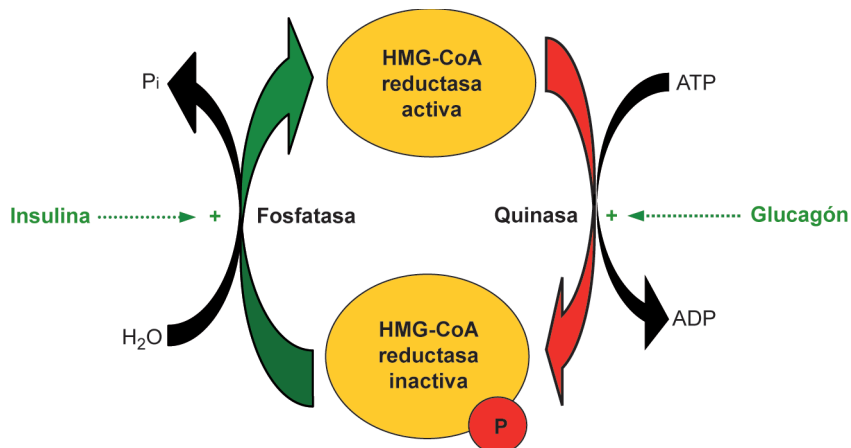 HMG-CoA
reductasa
activa
Pi
ATP
Insulina
+
Fosfatasa
Quinasa
+
Glucagón
H₂O
ADP
HMG-CoA
reductasa
inactiva
P